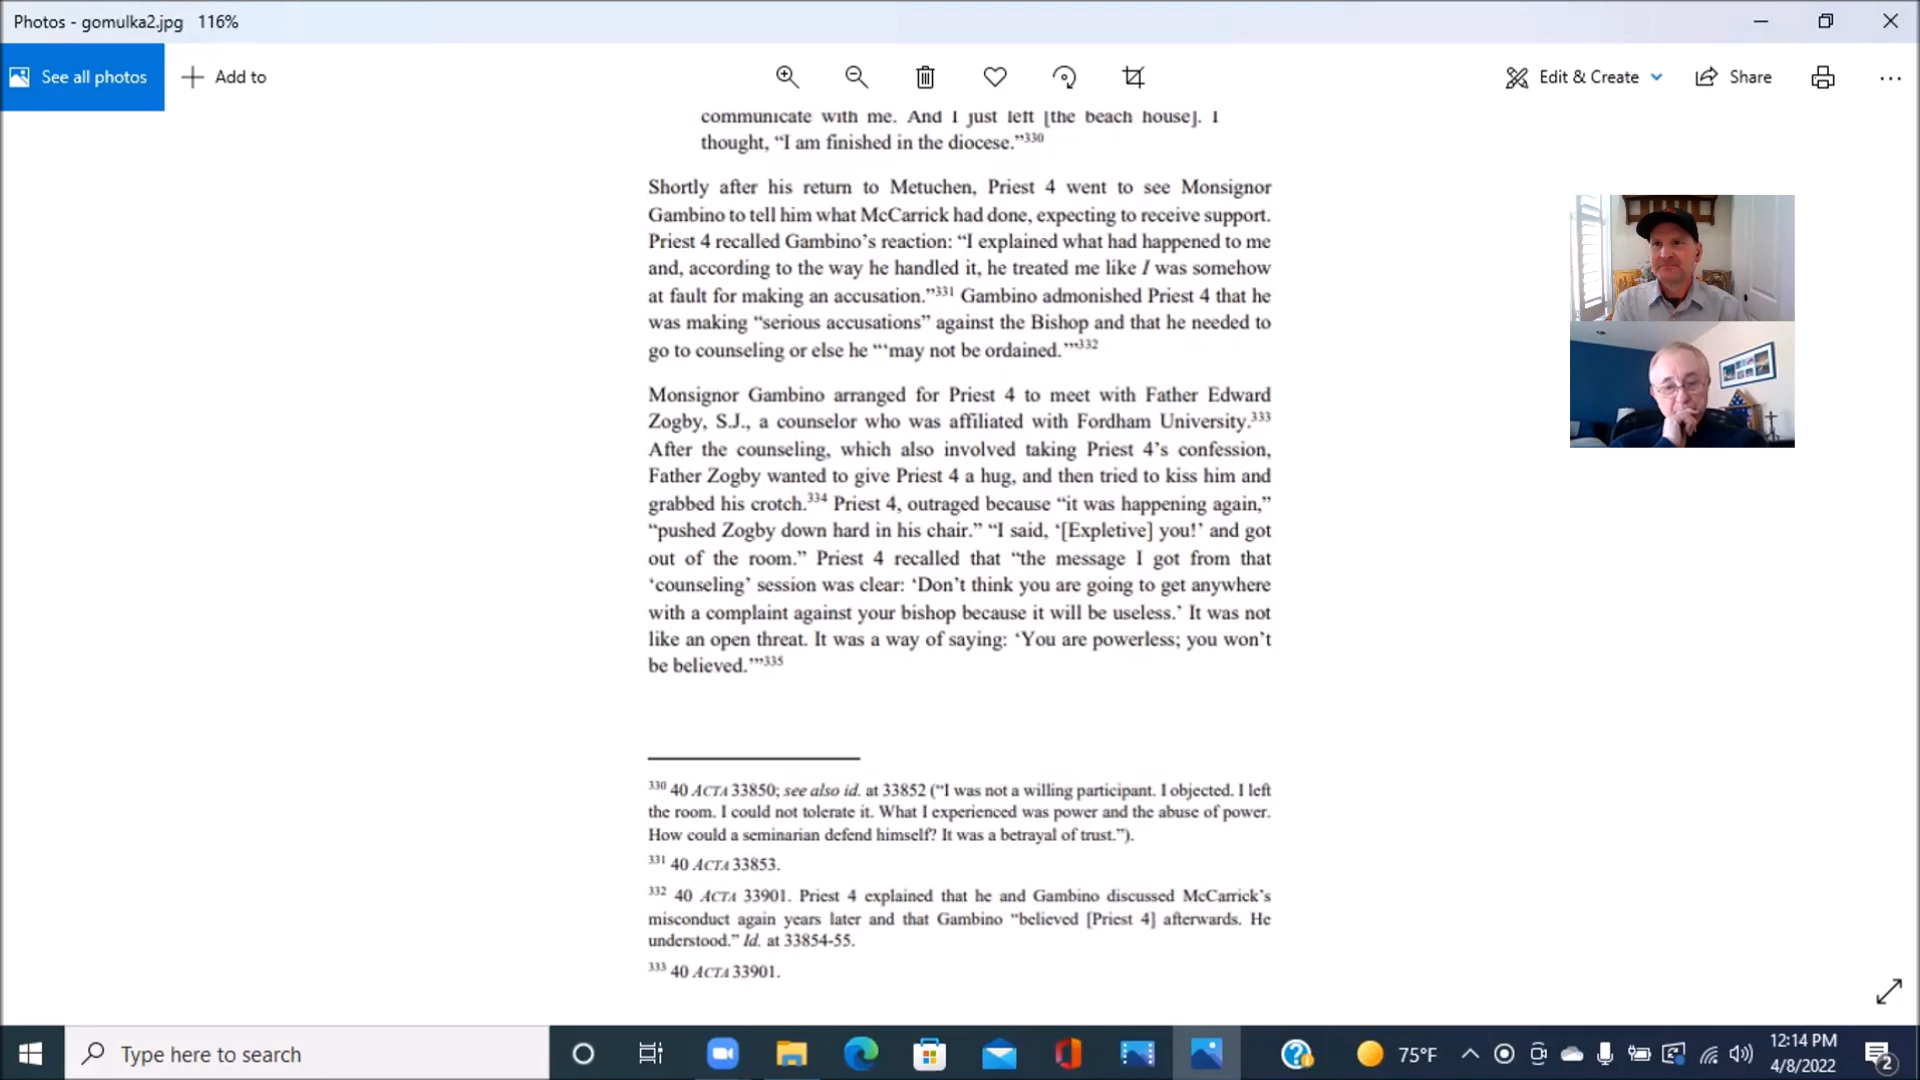 Photos - gomulka2.jpg 116%
See all photos
Add to
Edit & Create
Share
communicate with me. And I just left [the beach house]. I
thought, “I am finished in the diocese.”330
Shortly after his return to Metuchen, Priest 4 went to see Monsignor
Gambino to tell him what McCarrick had done, expecting to receive support.
Priest 4 recalled Gambino’s reaction: “I explained what had happened to me
and, according to the way he handled it, he treated me like I was somehow
at fault for making an accusation.”331 Gambino admonished Priest 4 that he
was making “serious accusations” against the Bishop and that he needed to
go to counseling or else he “‘may not be ordained.’”332
Monsignor Gambino arranged for Priest 4 to meet with Father Edward
Zogby, S.J., a counselor who was affiliated with Fordham University.333
After the counseling, which also involved taking Priest 4’s confession,
Father Zogby wanted to give Priest 4 a hug, and then tried to kiss him and
grabbed his crotch.334 Priest 4, outraged because “it was happening again,”
“pushed Zogby down hard in his chair.” “I said, ‘[Expletive] you!’ and got
out of the room.” Priest 4 recalled that “the message I got from that
‘counseling’ session was clear: ‘Don’t think you are going to get anywhere
with a complaint against your bishop because it will be useless.’ It was not
like an open threat. It was a way of saying: ‘You are powerless; you won’t
be believed.’”335
330 40 ACTA 33850; see also id. at 33852 (“I was not a willing participant. I objected. I left
the room. I could not tolerate it. What I experienced was power and the abuse of power.
How could a seminarian defend himself? It was a betrayal of trust.”).
331 40 ACTA 33853.
332 40 ACTA 33901. Priest 4 explained that he and Gambino discussed McCarrick’s
misconduct again years later and that Gambino “believed [Priest 4] afterwards. He
understood.” Id. at 33854-55.
333 40 ACTA 33901.
Type here to search
75°F
12:14 PM
4/8/2022
2